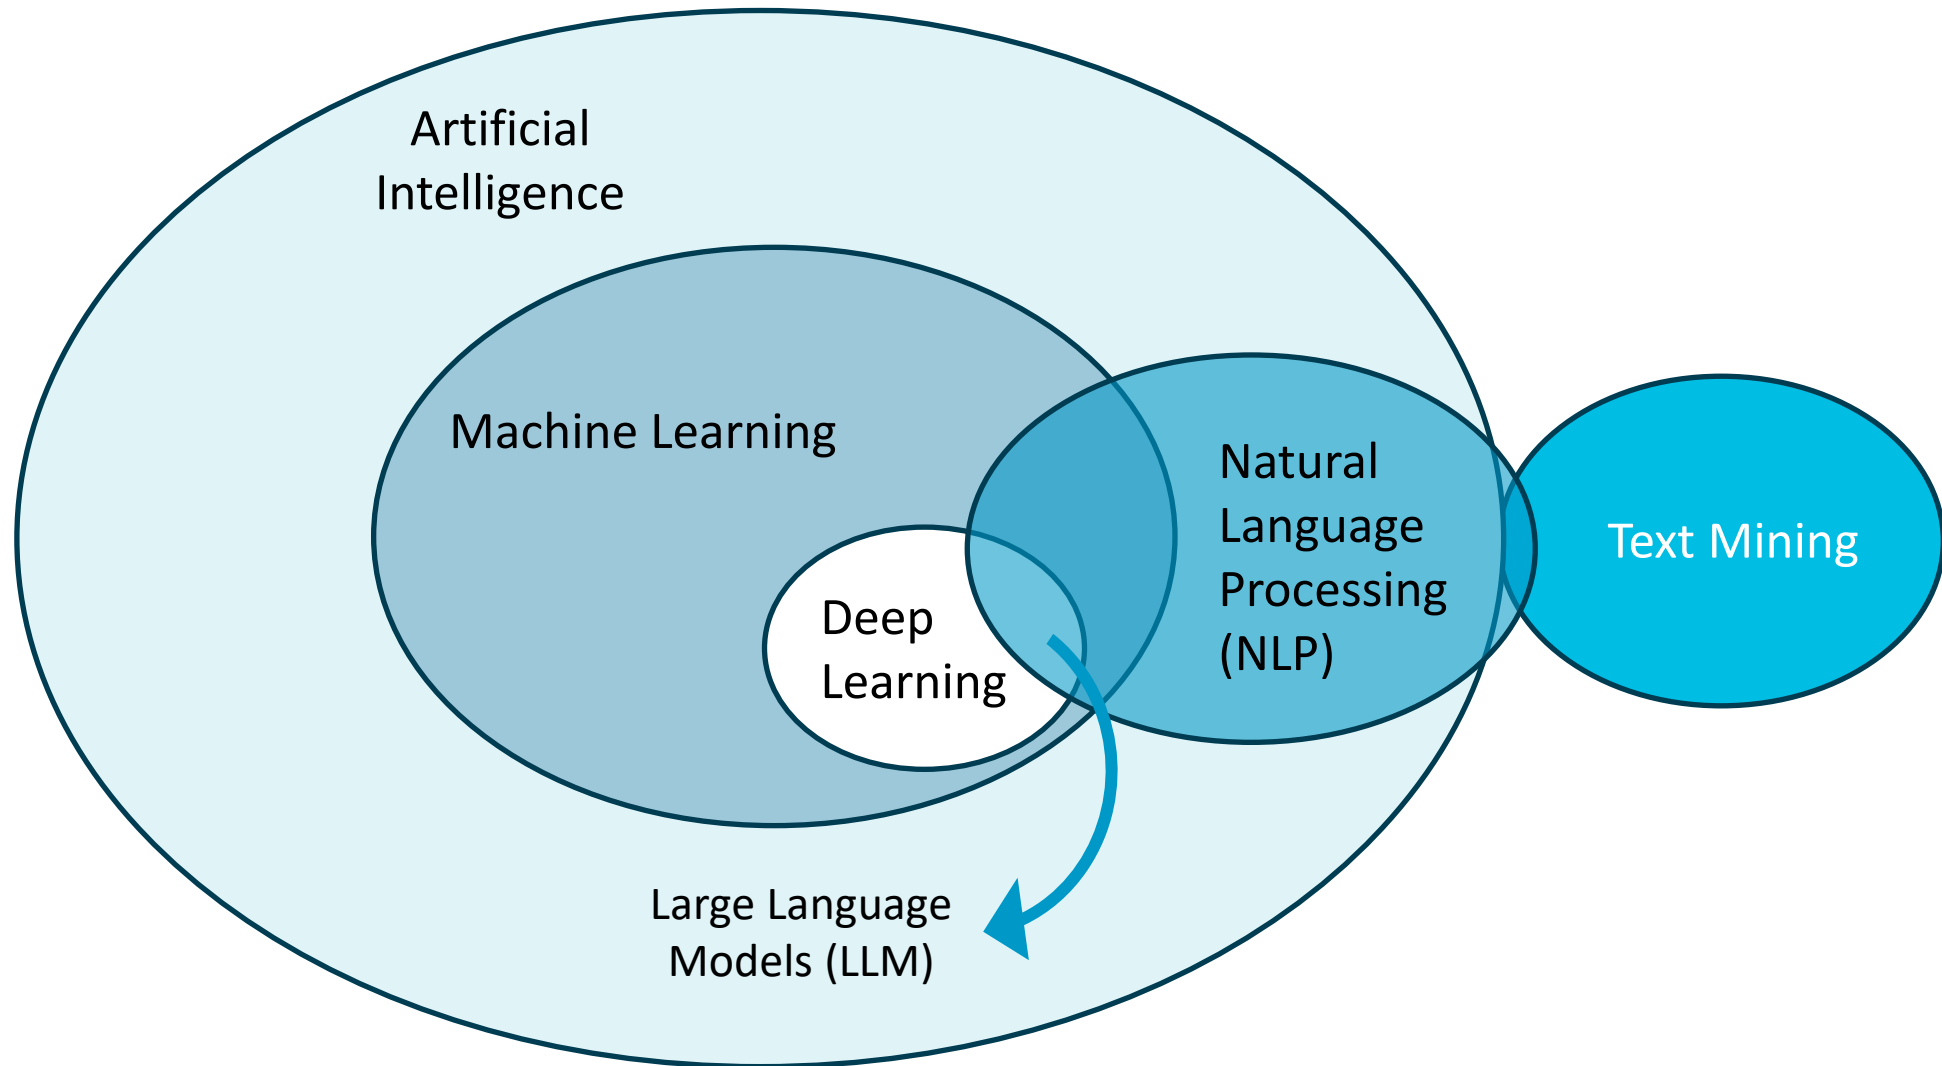 Artificial
Intelligence
Machine Learning
Natural
Language
Processing
(NLP)
Text Mining
Deep
Learning
Large Language
Models (LLM)